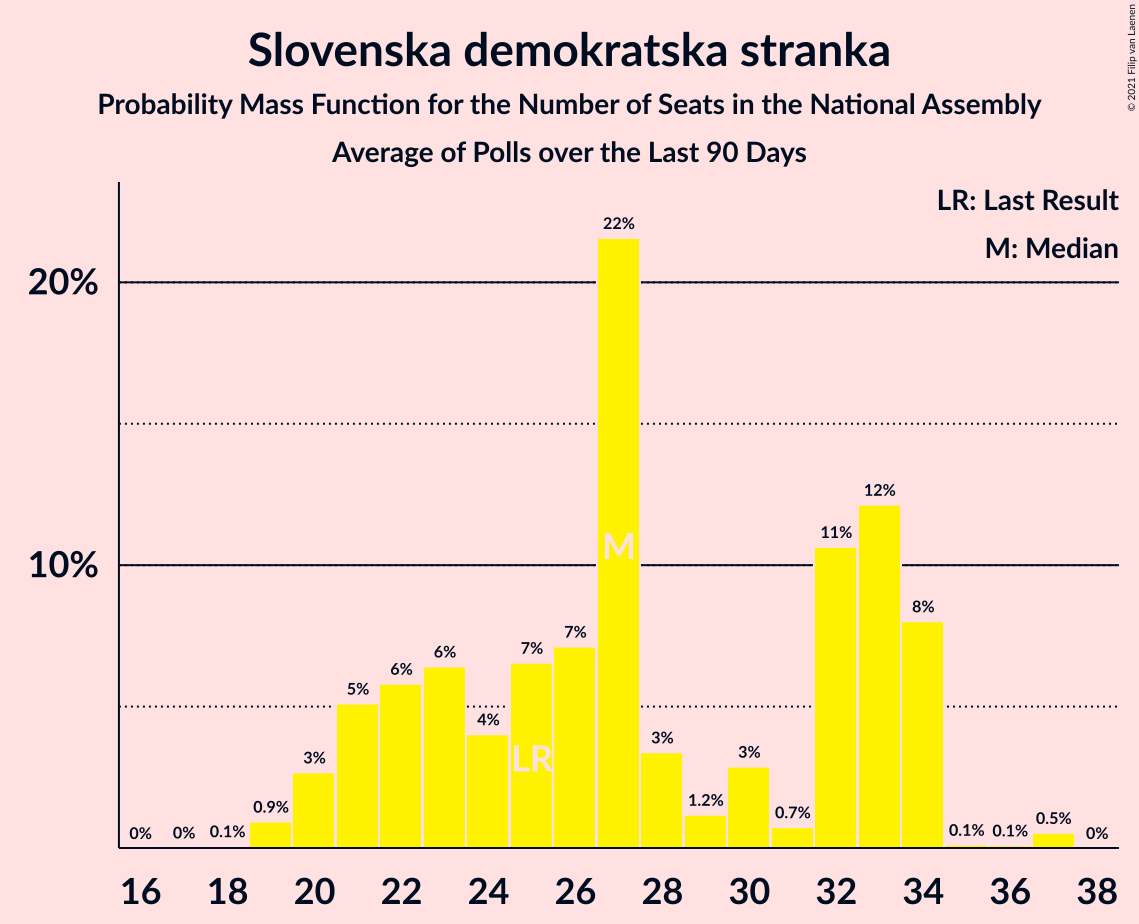 Slovenska demokratska stranka
Probability Mass Function for the Number of Seats in the National Assembly
Average of Polls over the Last 90 Days
© 2021 Filip van Laenen
LR: Last Result
M: Median
20%
10%
0%
0%
0.1%
0.9%
3%
5%
6%
6%
4%
7%
7%
22%
3%
1.2%
3%
0.7%
11%
12%
8%
0.1%
0.1%
0.5%
0%
M
LR
16 18 20 22 24 26 28 30 32 34 36 38